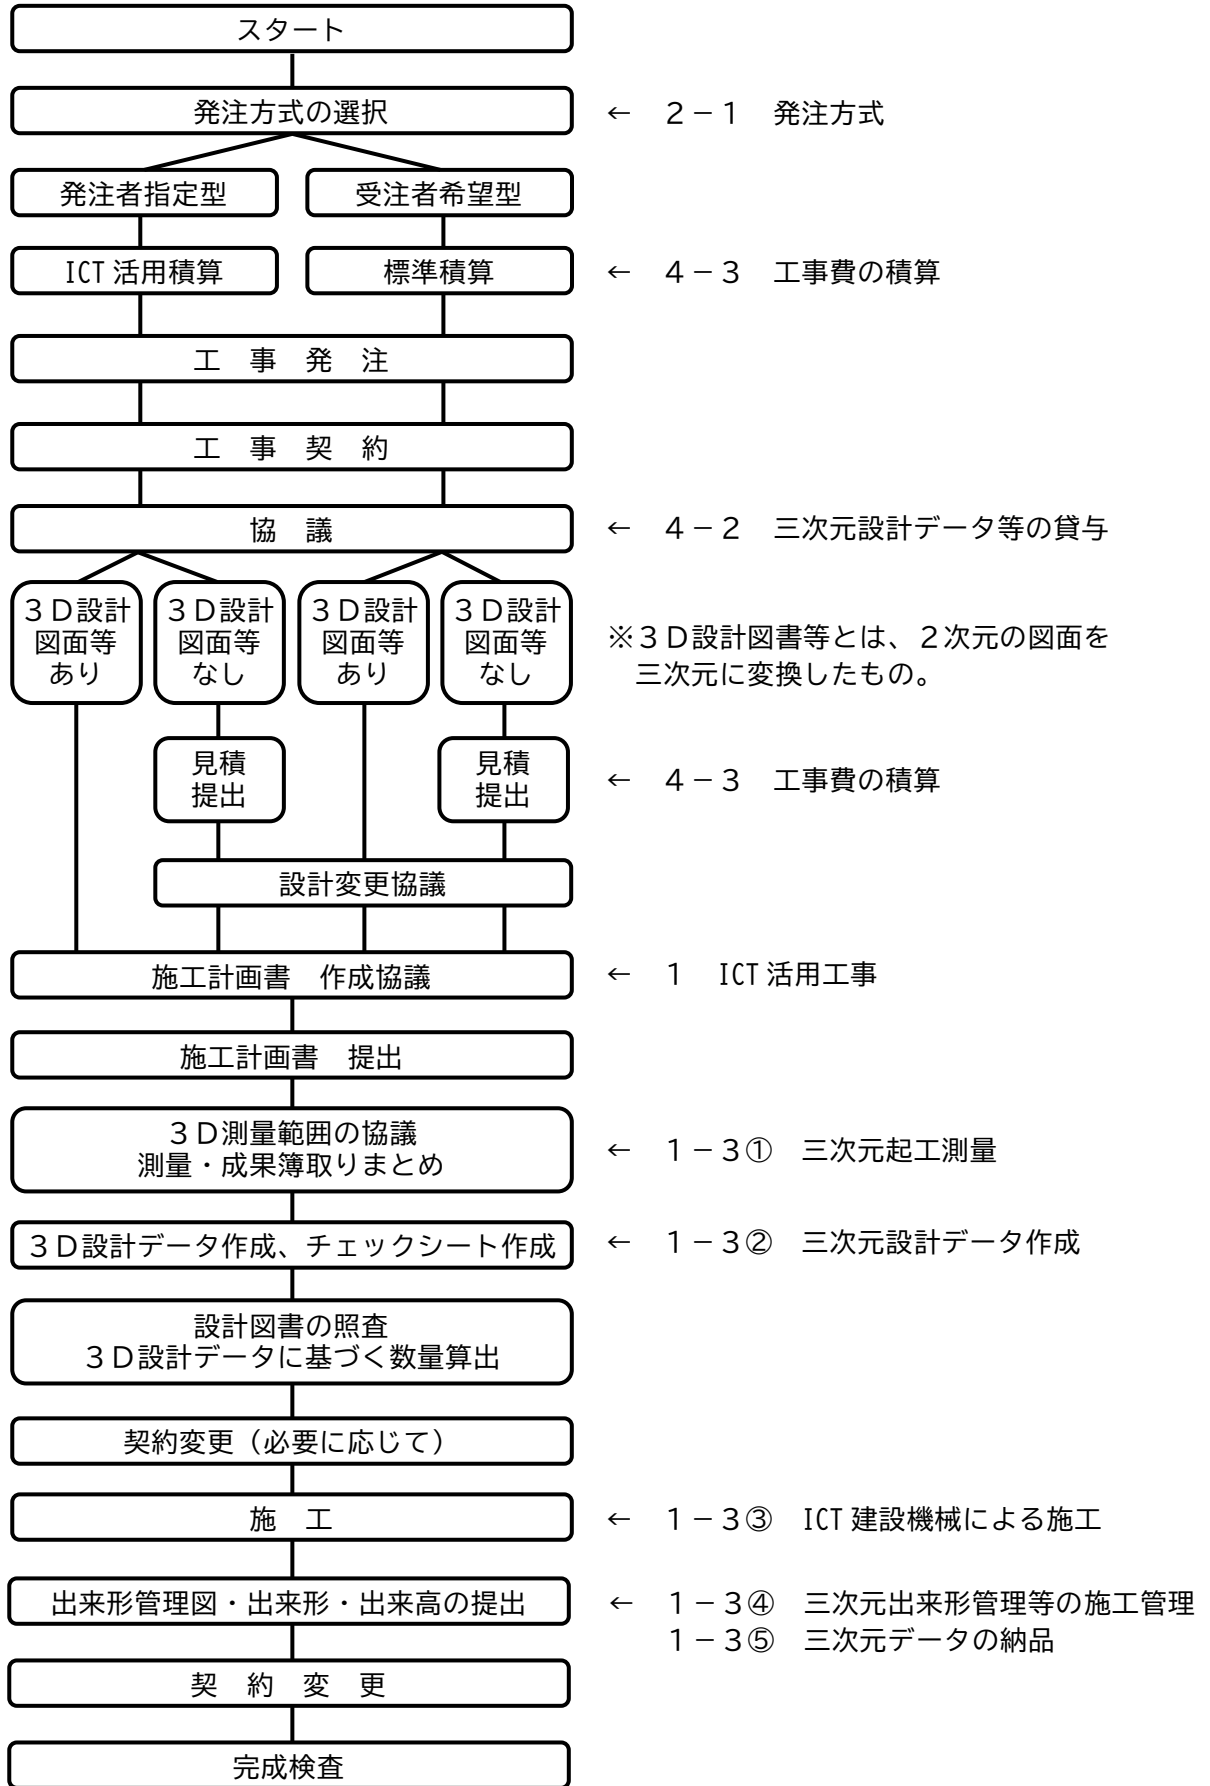 スタート
発注方式の選択
← 2-1 発注方式
発注者指定型
受注者希望型
ICT活用積算
標準積算
← 4-3 工事費の積算
工 事 発 注
工 事 契 約
協 議
← 4-2 三次元設計データ等の貸与
3D設計
図面等
あり
3D設計
図面等
なし
3D設計
図面等
あり
3D設計
図面等
なし
※3D設計図書等とは、2次元の図面を
三次元に変換したもの。
見積
提出
見積
提出
← 4-3 工事費の積算
設計変更協議
施工計画書 作成協議
← 1 ICT活用工事
施工計画書 提出
3D測量範囲の協議
測量・成果簿取りまとめ
← 1-3① 三次元起工測量
3D設計データ作成、チェックシート作成
← 1-3② 三次元設計データ作成
設計図書の照査
3D設計データに基づく数量算出
契約変更（必要に応じて）
施 工
← 1-3③ ICT建設機械による施工
出来形管理図・出来形・出来高の提出
← 1-3④ 三次元出来形管理等の施工管理
1-3⑤ 三次元データの納品
契 約 変 更
完成検査